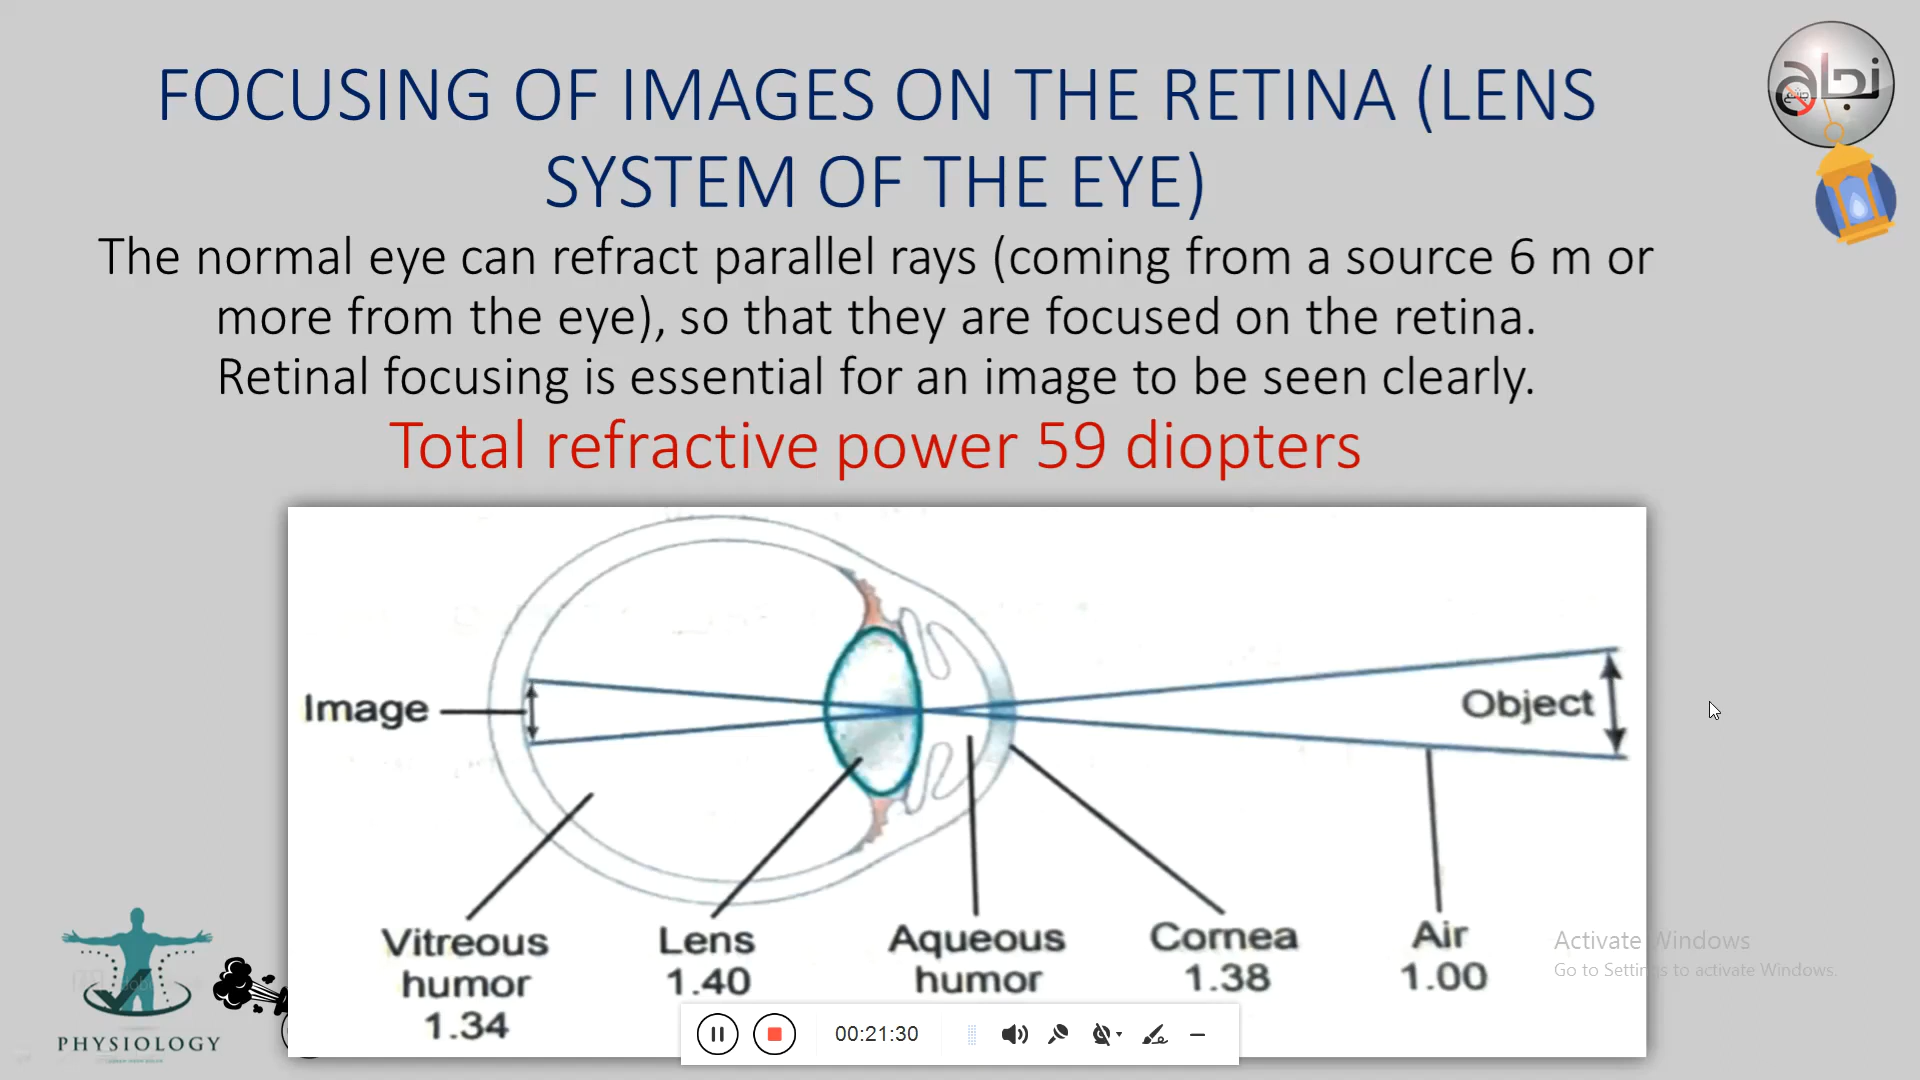 FOCUSING OF IMAGES ON THE RETINA (LENS
SYSTEM OF THE EYE)
The normal eye can refract parallel rays (coming from a source 6 m or
more from the eye), so that they are focused on the retina.
Retinal focusing is essential for an image to be seen clearly.
Total refractive power 59 diopters
Image
Object
Vitreous
humor
1.34
Lens
1.40
Aqueous
humor
Cornea
1.38
Air
1.00
Activate Windows
Go to Settings to activate Windows.
PHYSIOLOGY
00:21:30